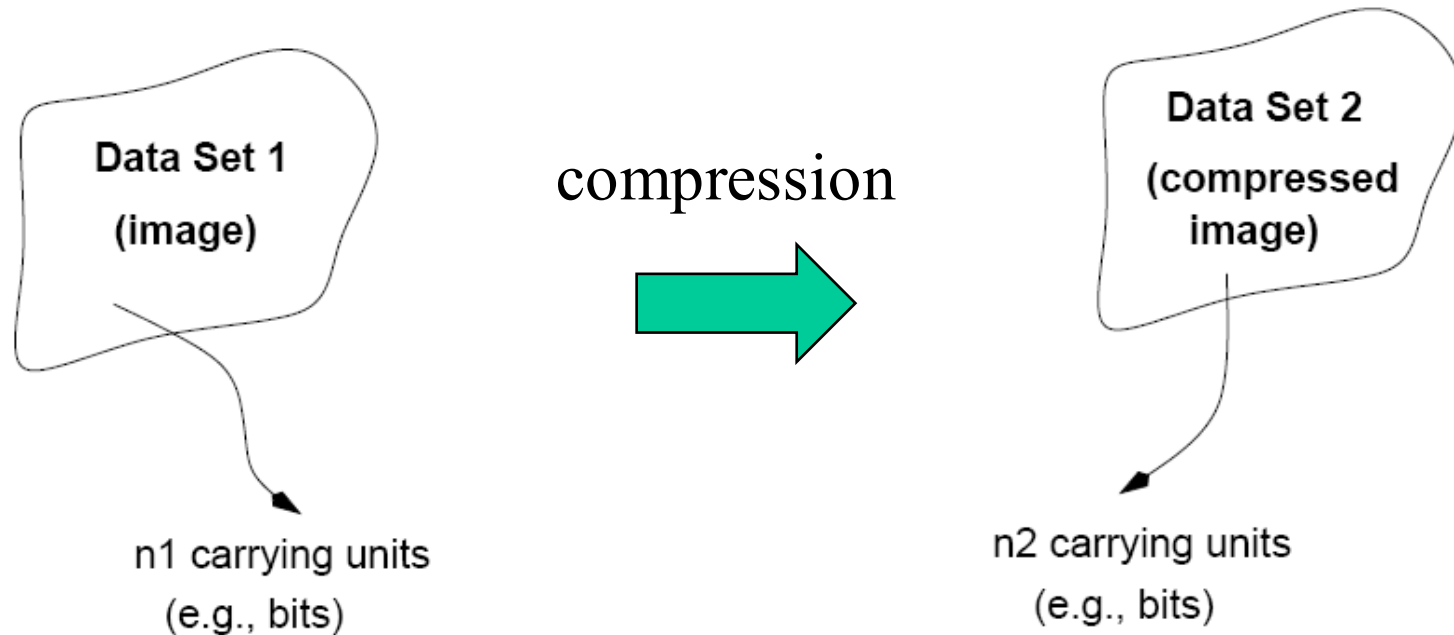 Data Set 1
(image)
n1 carrying units
(e.g., bits)
compression
Data Set 2
(compressed
image)
n2 carrying units
(e.g., bits)